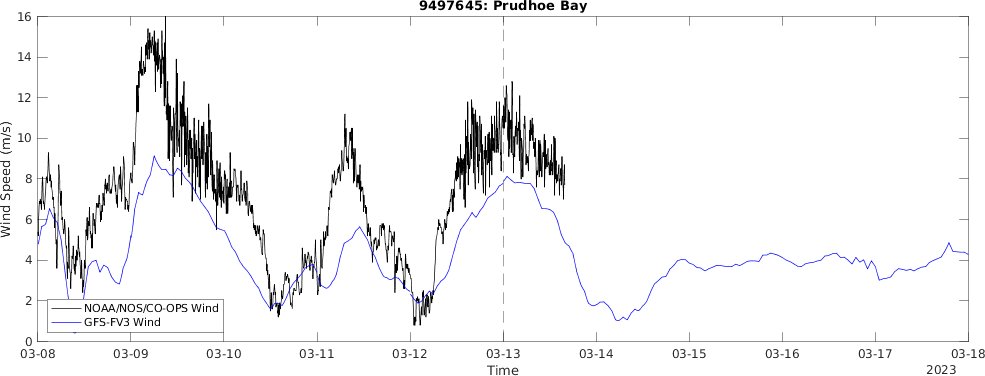 9497645: Prudhoe Bay
Wind Speed (m/s)
16
14
12
10
8
6
4
2
0
NOAA/NOS/CO-OPS Wind
GFS-FV3 Wind
03-08 03-09 03-10 03-11 03-12 03-13 03-14 03-15 03-16 03-17 03-18
Time
2023